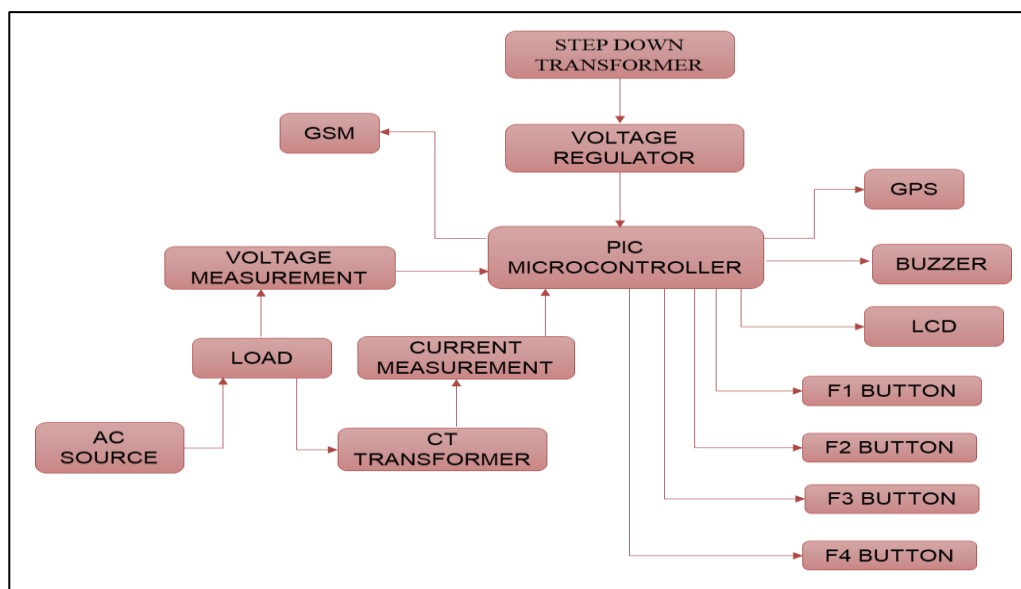 STEP DOWN
TRANSFORMER
GSM
VOLTAGE
REGULATOR
GPS
PIC
MICROCONTROLLER
VOLTAGE
MEASUREMENT
BUZZER
LCD
LOAD
CURRENT
MEASUREMENT
F1 BUTTON
AC
SOURCE
CT
TRANSFORMER
F2 BUTTON
F3 BUTTON
F4 BUTTON